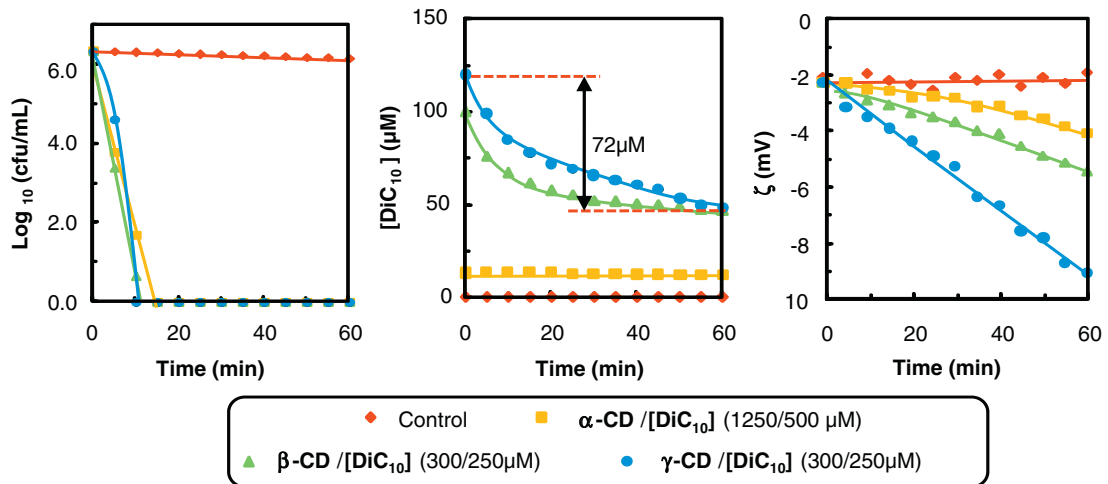 Log 10 (cfu/mL)
6.0
4.0
2.0
0.0
0 20 40 60
Time (min)
[DiC10] (µM)
150
100
50
0
72µM
0 20 40 60
Time (min)
ζ (mV)
0
-2
-4
-6
-8
10
0 20 40 60
Time (min)
Control α-CD /[DiC10] (1250/500 µM)
β-CD /[DiC10] (300/250µM) γ-CD /[DiC10] (300/250µM)